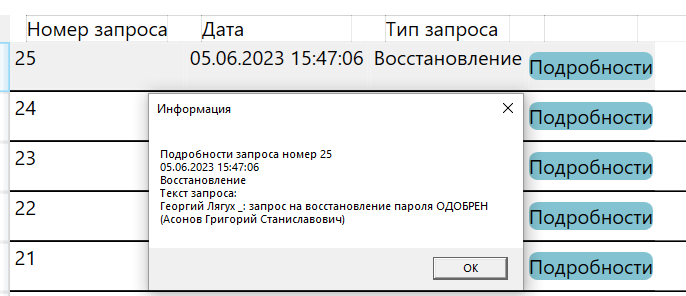 Номер запроса Дата Тип запроса
25 05.06.2023 15:47:06 Восстановление Подробности
24 Подробности
Информация
Подробности запроса номер 25
05.06.2023 15:47:06
Восстановление
Текст запроса:
Георгий Лягух _: запрос на восстановление пароля ОДОБРЕН
(Асонов Григорий Станиславович)
OK
23 Подробности
22 Подробности
21 Подробности